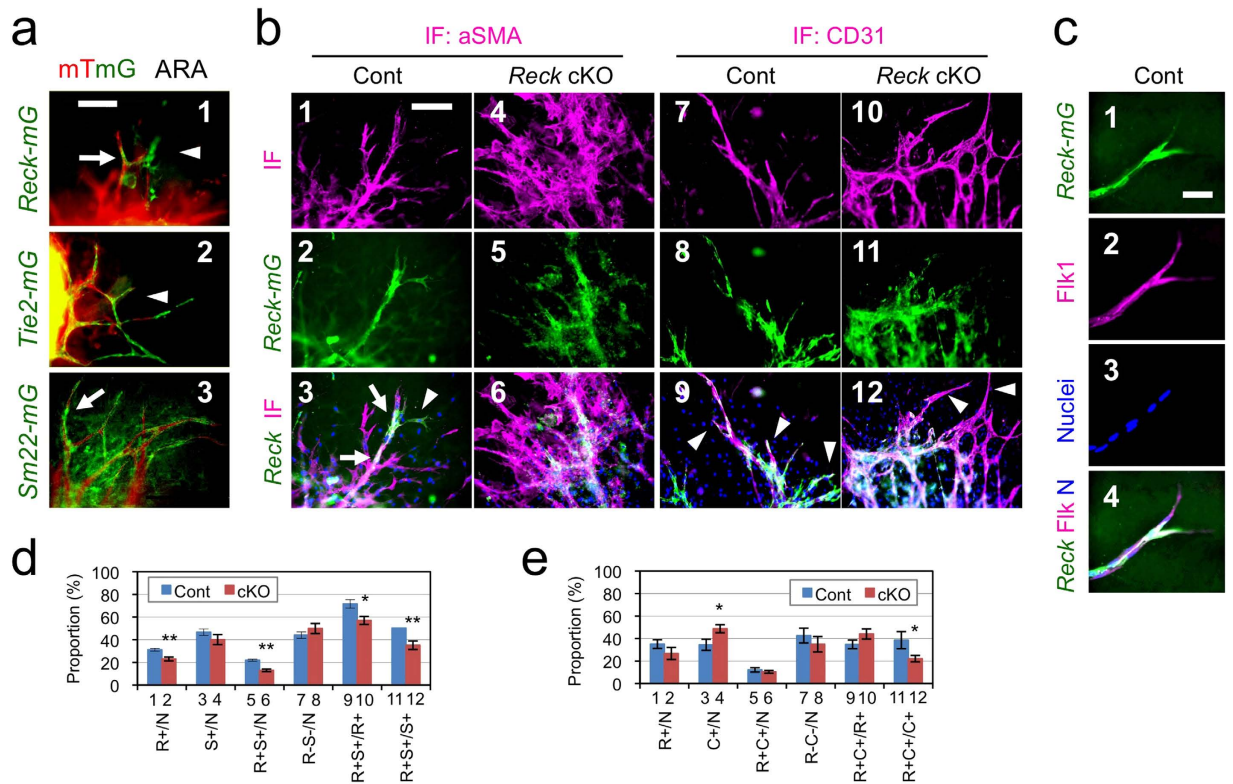 a
mTmG ARA
Reck-mG
1
Tie2-mG
2
Sm22-mG
3
b
IF: aSMA
IF: CD31
Cont
Reck cKO
Cont
Reck cKO
IF
1
4
7
10
Reck-mG
2
5
8
11
Reck IF
3
6
9
12
c
Cont
Reck-mG
1
Flk1
2
Nuclei
3
Reck Flk N
4
d
Proportion (%)
100
80
60
40
20
0
Cont
cKO
**
**
*
**
1 2
3 4
5 6
7 8
9 10
11 12
R+/N
S+/N
R+S+/N
R-S-/N
R+S+/R+
R+S+/S+
e
Proportion (%)
100
80
60
40
20
0
Cont
cKO
*
*
1 2
3 4
5 6
7 8
9 10
11 12
R+/N
C+/N
R+C+/N
R-C-/N
R+C+/R+
R+C+/C+